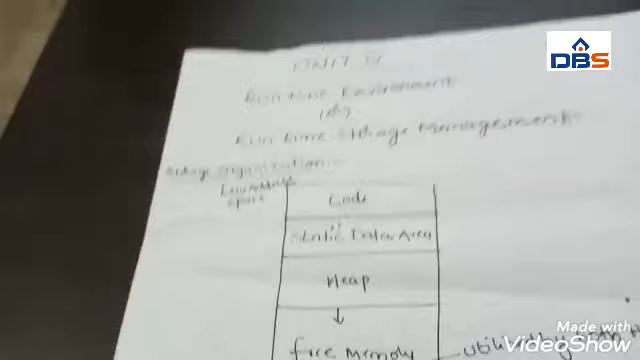 DBS
UNIT IV
Run time Environment
(or)
Run time Storage Management
Storage organization
Code
Static Data Area
Heap
free Memory
Made with
VideoShow